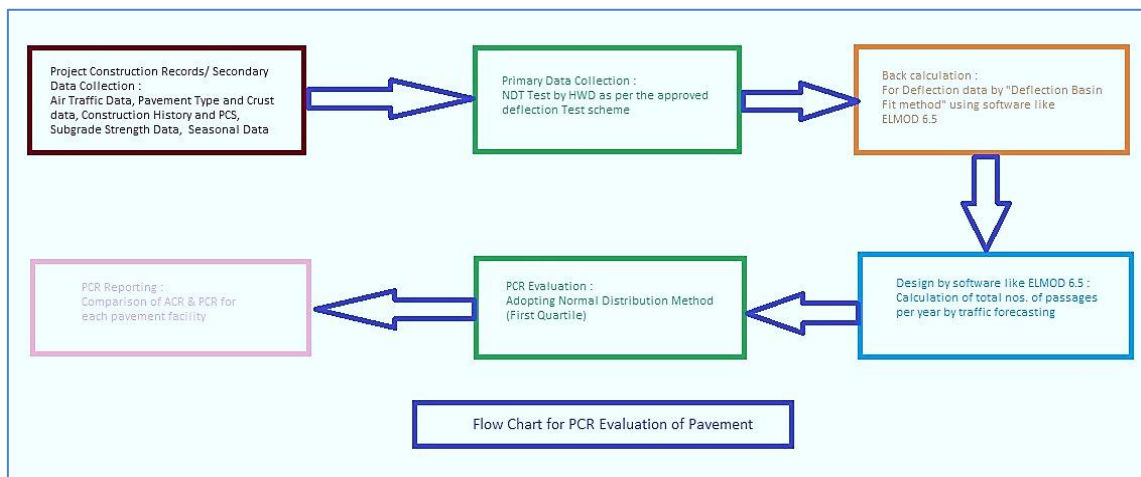 Project Construction Records/ Secondary
Data Collection :
Air Traffic Data, Pavement Type and Crust
data, Construction History and PCS,
Subgrade Strength Data, Seasonal Data
Primary Data Collection :
NDT Test by HWD as per the approved
deflection Test scheme
Back calculation :
For Deflection data by "Deflection Basin
Fit method" using software like
ELMOD 6.5
Design by software like ELMOD 6.5 :
Calculation of total nos. of passages
per year by traffic forecasting
PCR Evaluation :
Adopting Normal Distribution Method
(First Quartile)
PCR Reporting :
Comparison of ACR & PCR for
each pavement facility
Flow Chart for PCR Evaluation of Pavement